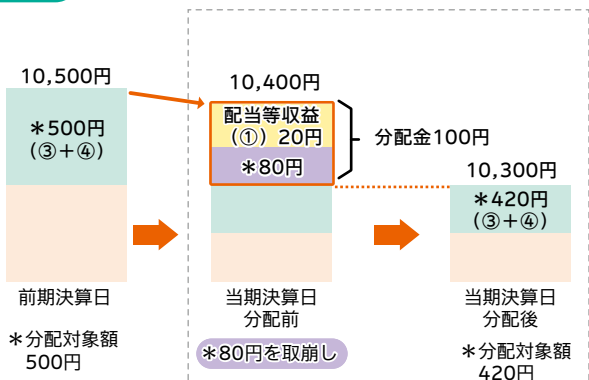 10,500円
*500円
(③+④)
前期決算日
*分配対象額
500円
10,400円
配当等収益
(①) 20円
*80円
分配金100円
当期決算日
分配前
*80円を取崩し
10,300円
*420円
(③+④)
当期決算日
分配後
*分配対象額
420円